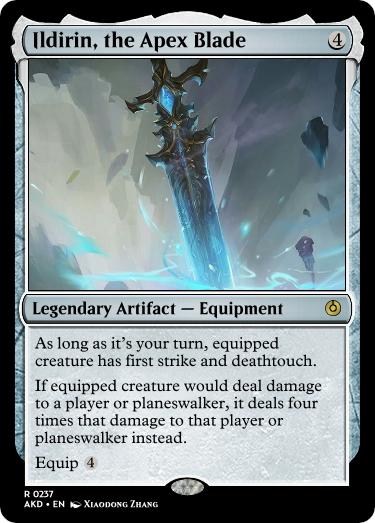 Ildirin, the Apex Blade 4
Legendary Artifact — Equipment
As long as it's your turn, equipped
creature has first strike and deathtouch.
If equipped creature would deal damage
to a player or planeswalker, it deals four
times that damage to that player or
planeswalker instead.
Equip 4
R 0237
AKD • EN Xiaodong Zhang